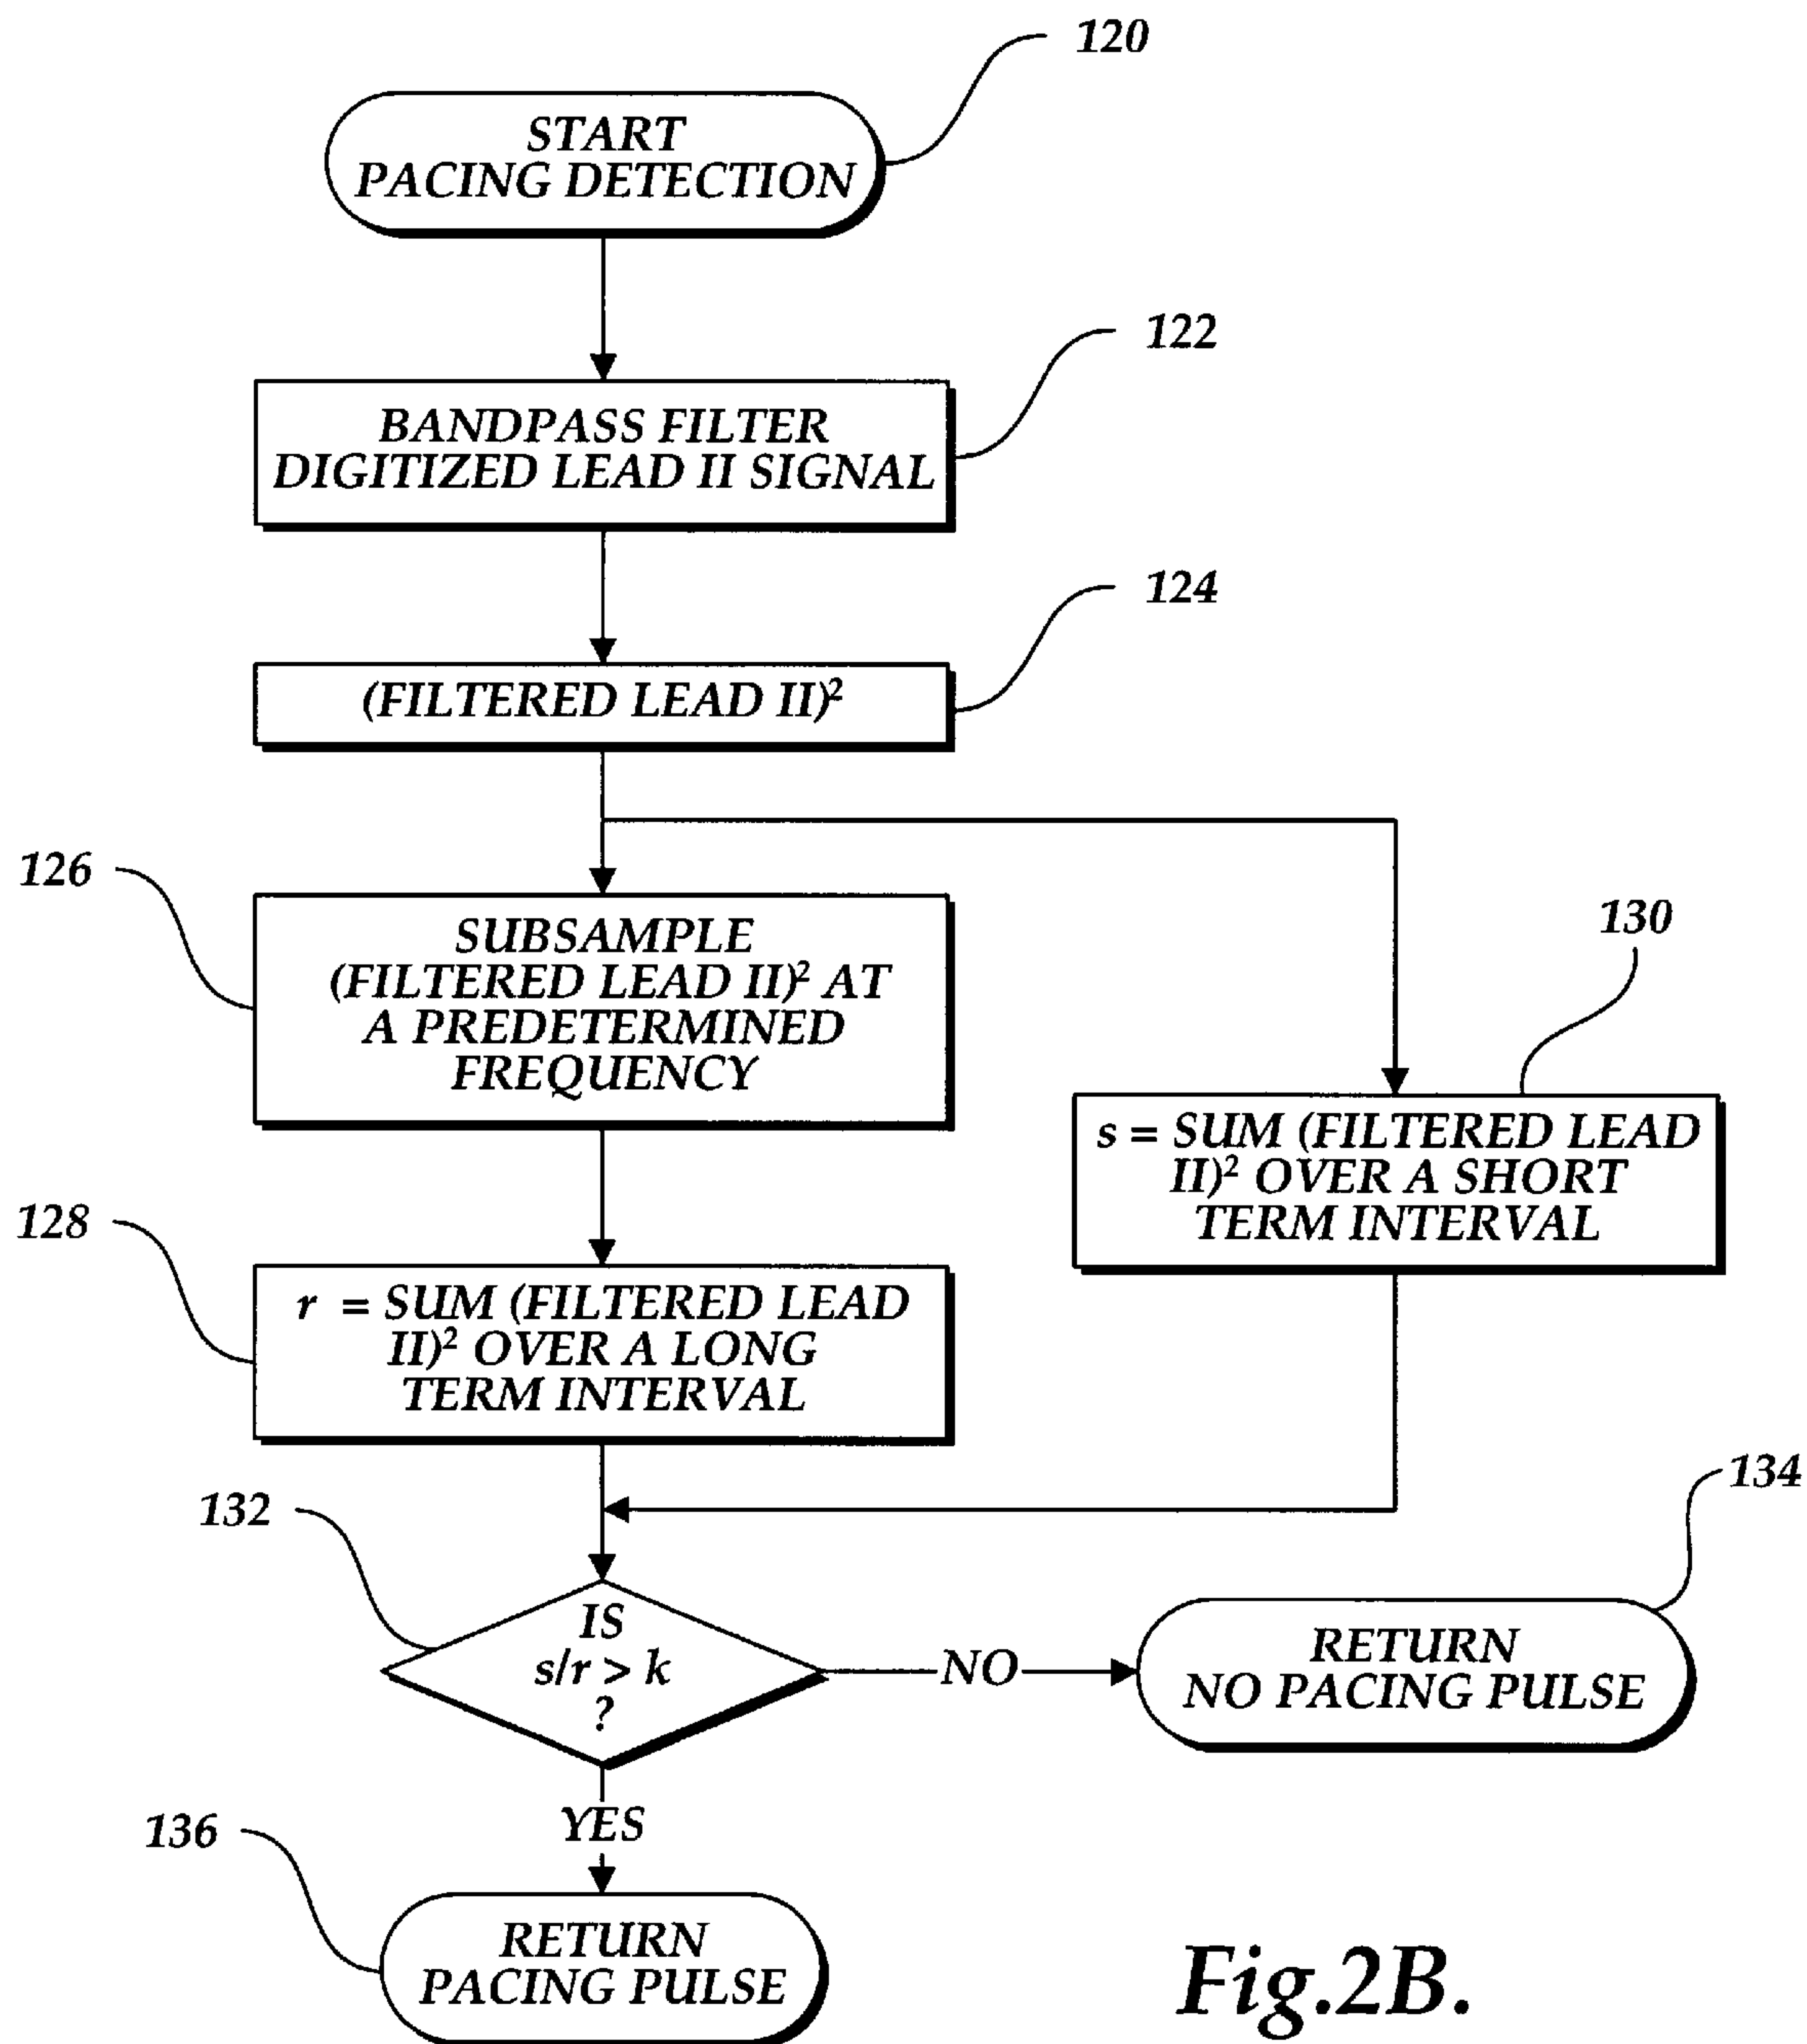 120
START
PACING DETECTION
122
BANDPASS FILTER
DIGITIZED LEAD II SIGNAL
124
(FILTERED LEAD II)²
126
SUBSAMPLE
(FILTERED LEAD II)² AT
A PREDETERMINED
FREQUENCY
130
s = SUM (FILTERED LEAD
II)² OVER A SHORT
TERM INTERVAL
128
r = SUM (FILTERED LEAD
II)² OVER A LONG
TERM INTERVAL
132
IS
s/r > k
?
NO
134
RETURN
NO PACING PULSE
YES
136
RETURN
PACING PULSE
Fig.2B.